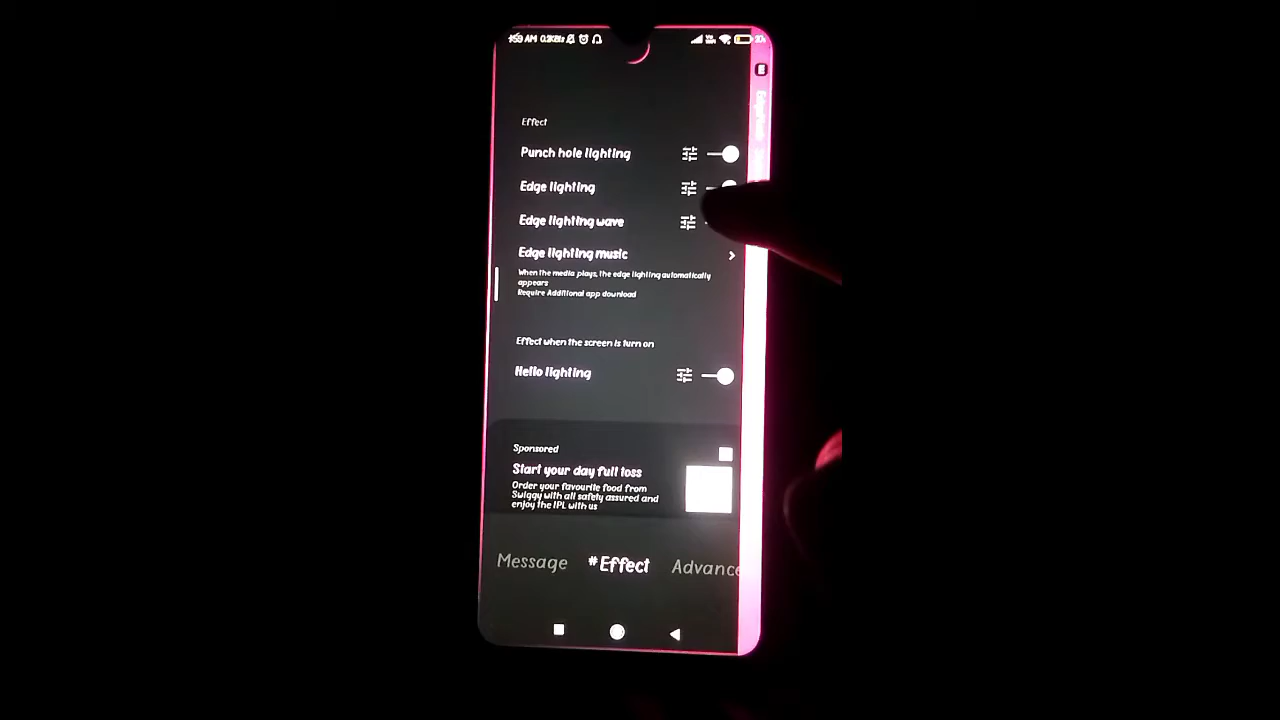 Effect
Punch hole lighting
Edge lighting
Edge lighting wave
Edge lighting music
When the media plays, the edge lighting automatically
appears
Require Additional app download
Effect when the screen is turn on
Hello lighting
Sponsored
Start your day full loss
Order your favourite food from
Swiggy with all safety assured and
enjoy the IPL with us
Message #Effect Advance